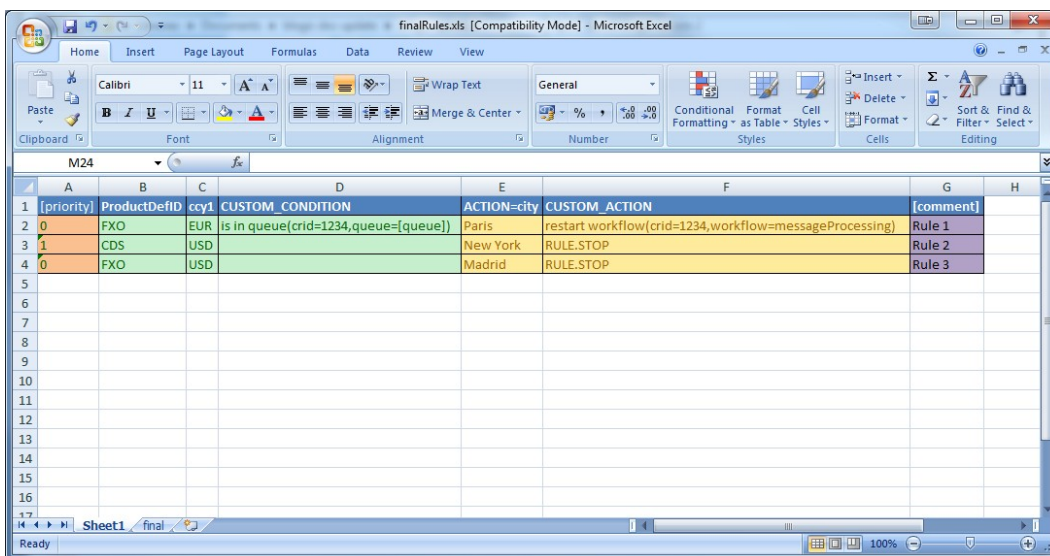 finalRules.xls [Compatibility Mode] - Microsoft Excel
Home Insert Page Layout Formulas Data Review View
Paste
Clipboard
Calibri 11
B I U
Font
Wrap Text
Merge & Center
Alignment
General
% , .0 .00 .00 .0
Number
Conditional Formatting
Format as Table
Cell Styles
Styles
Insert
Delete
Format
Cells
Σ
Sort & Filter
Find & Select
Editing
M24 fx
A B C D E F G H
1 [priority] ProductDefID ccy1 CUSTOM_CONDITION ACTION=city CUSTOM_ACTION [comment]
2 0 FXO EUR is in queue(crid=1234,queue=[queue]) Paris restart workflow(crid=1234,workflow=messageProcessing) Rule 1
3 1 CDS USD New York RULE.STOP Rule 2
4 0 FXO USD Madrid RULE.STOP Rule 3
5
6
7
8
9
10
11
12
13
14
15
16
17
Sheet1 final
Ready 100%